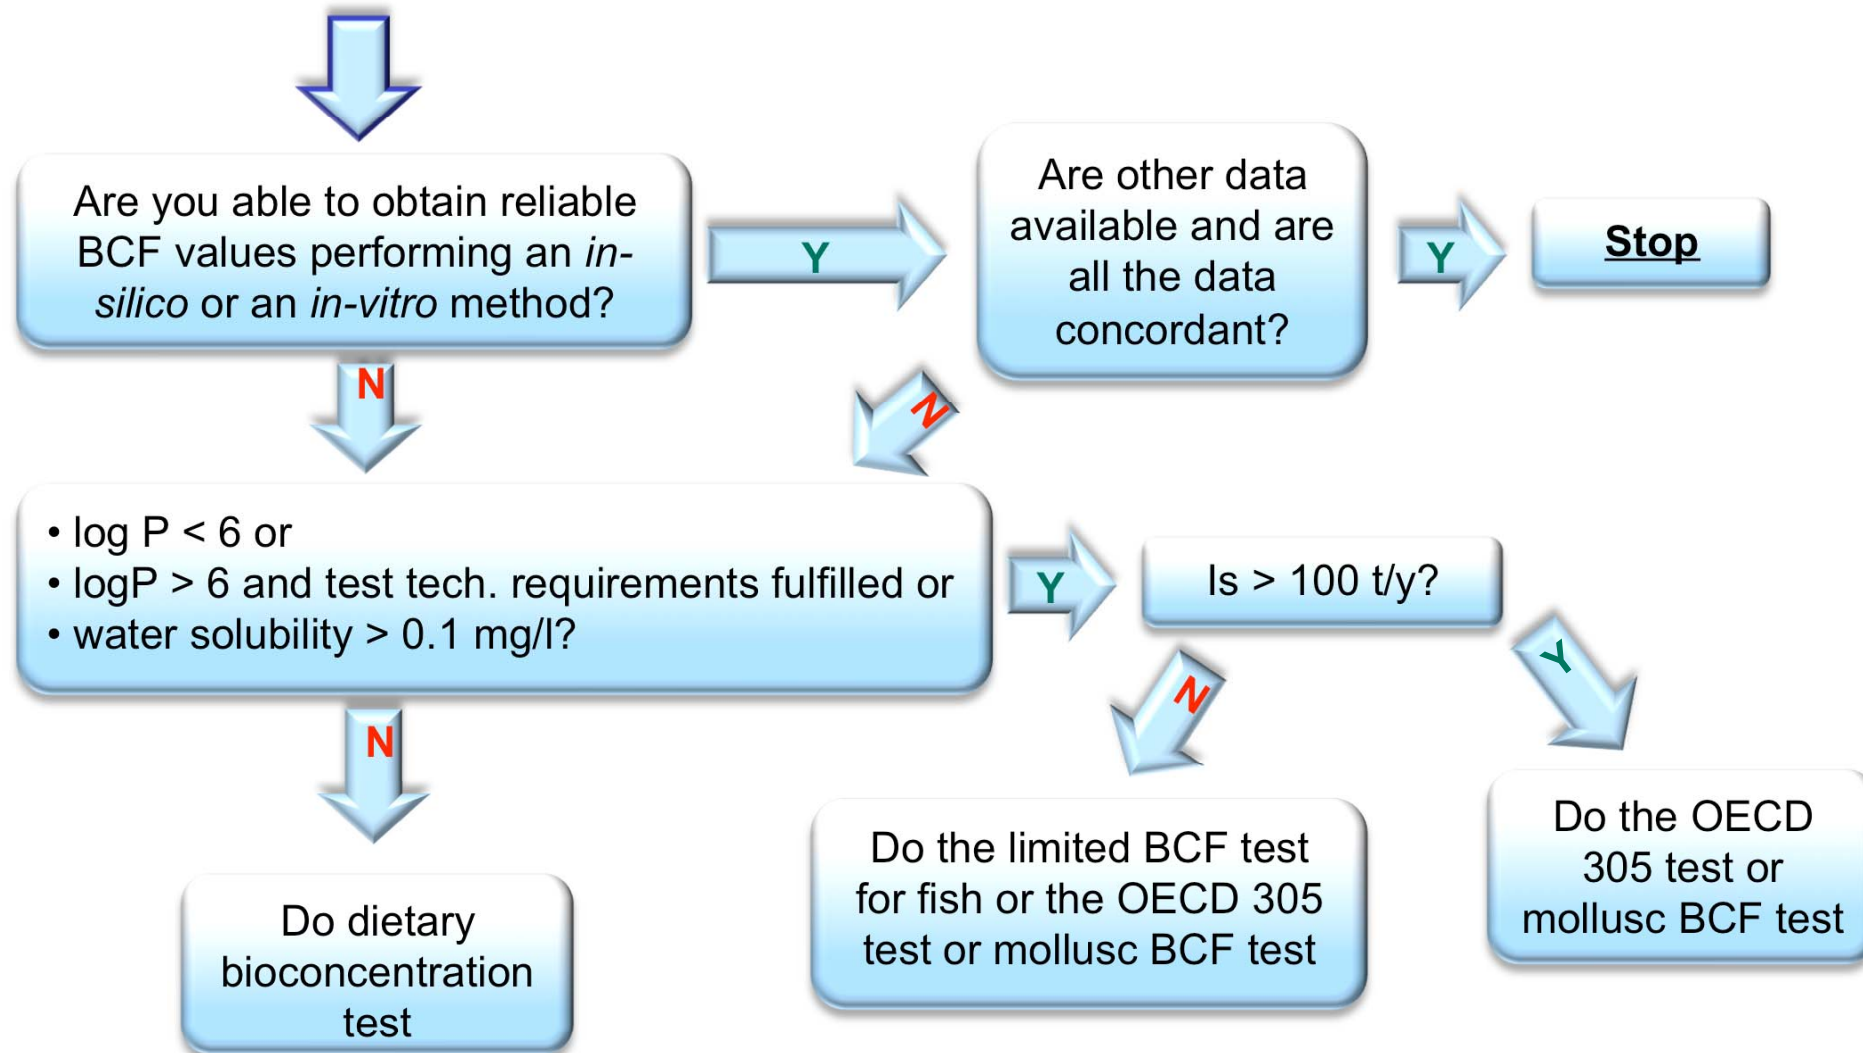 Are you able to obtain reliable
BCF values performing an in-
silico or an in-vitro method?
Y
Are other data
available and are
all the data
concordant?
Y
Stop
N
N
• log P < 6 or
• logP > 6 and test tech. requirements fulfilled or
• water solubility > 0.1 mg/l?
Y
Is > 100 t/y?
N
Y
N
Do dietary
bioconcentration
test
Do the limited BCF test
for fish or the OECD 305
test or mollusc BCF test
Do the OECD
305 test or
mollusc BCF test